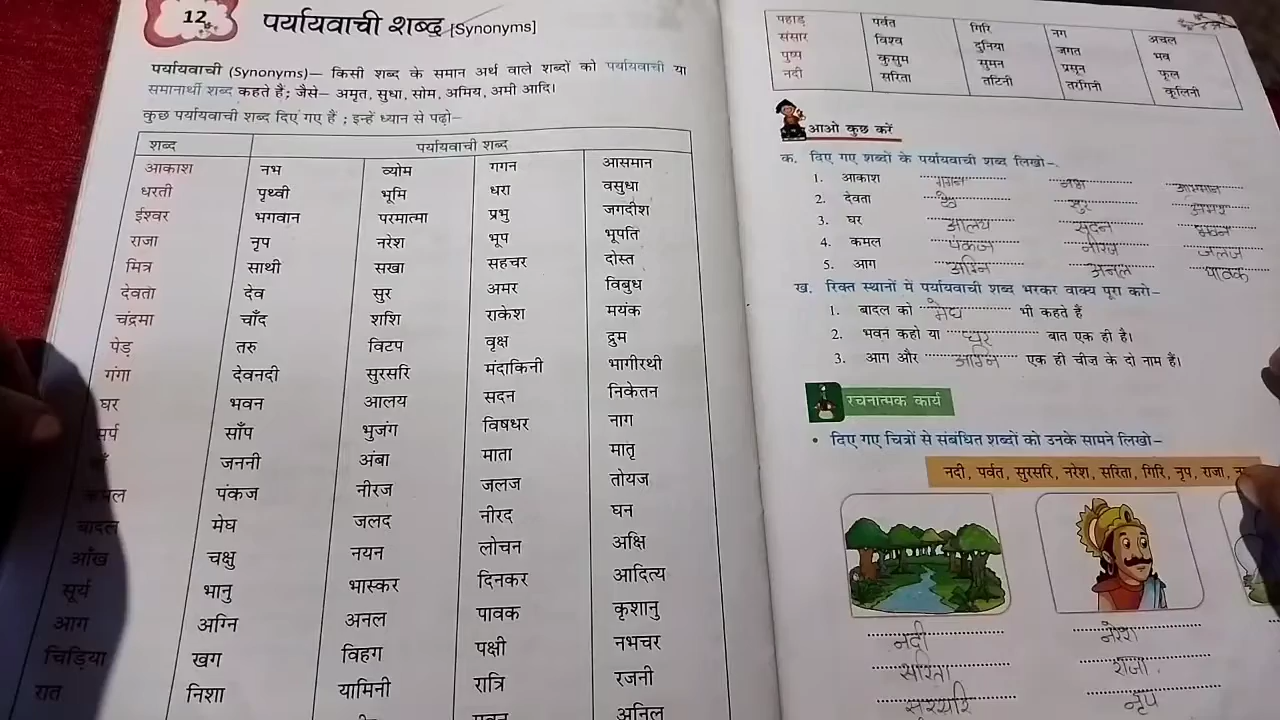 12
पर्यायवाची शब्द [Synonyms]
पर्यायवाची (Synonyms)— किसी शब्द के समान अर्थ वाले शब्दों को पर्यायवाची या
समानार्थी शब्द कहते हैं; जैसे— अमृत, सुधा, सोम, अमिय, अमी आदि।
कुछ पर्यायवाची शब्द दिए गए हैं ; इन्हें ध्यान से पढ़ो—
शब्द पर्यायवाची शब्द
आकाश नभ व्योम गगन आसमान
धरती पृथ्वी भूमि धरा वसुधा
ईश्वर भगवान परमात्मा प्रभु जगदीश
राजा नृप नरेश भूप भूपति
मित्र साथी सखा सहचर दोस्त
देवता देव सुर अमर विबुध
चंद्रमा चाँद शशि राकेश मयंक
पेड़ तरु विटप वृक्ष द्रुम
गंगा देवनदी सुरसरि मंदाकिनी भागीरथी
घर भवन आलय सदन निकेतन
सर्प साँप भुजंग विषधर नाग
जननी अंबा माता मातृ
कमल पंकज नीरज जलज तोयज
बादल मेघ जलद नीरद घन
आँख चक्षु नयन लोचन अक्षि
सूर्य भानु भास्कर दिनकर आदित्य
आग अग्नि अनल पावक कृशानु
चिड़िया खग विहग पक्षी नभचर
रात निशा यामिनी रात्रि रजनी
अनिल
पहाड़ पर्वत गिरि नग अचल
संसार विश्व दुनिया जगत भव
पुष्प कुसुम सुमन प्रसून फूल
नदी सरिता तटिनी तरंगिनी कूलिनी
आओ कुछ करें
क. दिए गए शब्दों के पर्यायवाची शब्द लिखो—
1. आकाश गगन नभ आसमान
2. देवता देव सुर अमर
3. घर आलय सदन भवन
4. कमल पंकज नीरज जलज
5. आग अग्नि अनल पावक
ख. रिक्त स्थानों में पर्यायवाची शब्द भरकर वाक्य पूरा करो—
1. बादल को मेघ भी कहते हैं
2. भवन कहो या घर बात एक ही है।
3. आग और अग्नि एक ही चीज़ के दो नाम हैं।
रचनात्मक कार्य
• दिए गए चित्रों से संबंधित शब्दों को उनके सामने लिखो—
नदी, पर्वत, सुरसरि, नरेश, सरिता, गिरि, नृप, राजा,
नदी नरेश
सरिता राजा
सुरसरि नृप